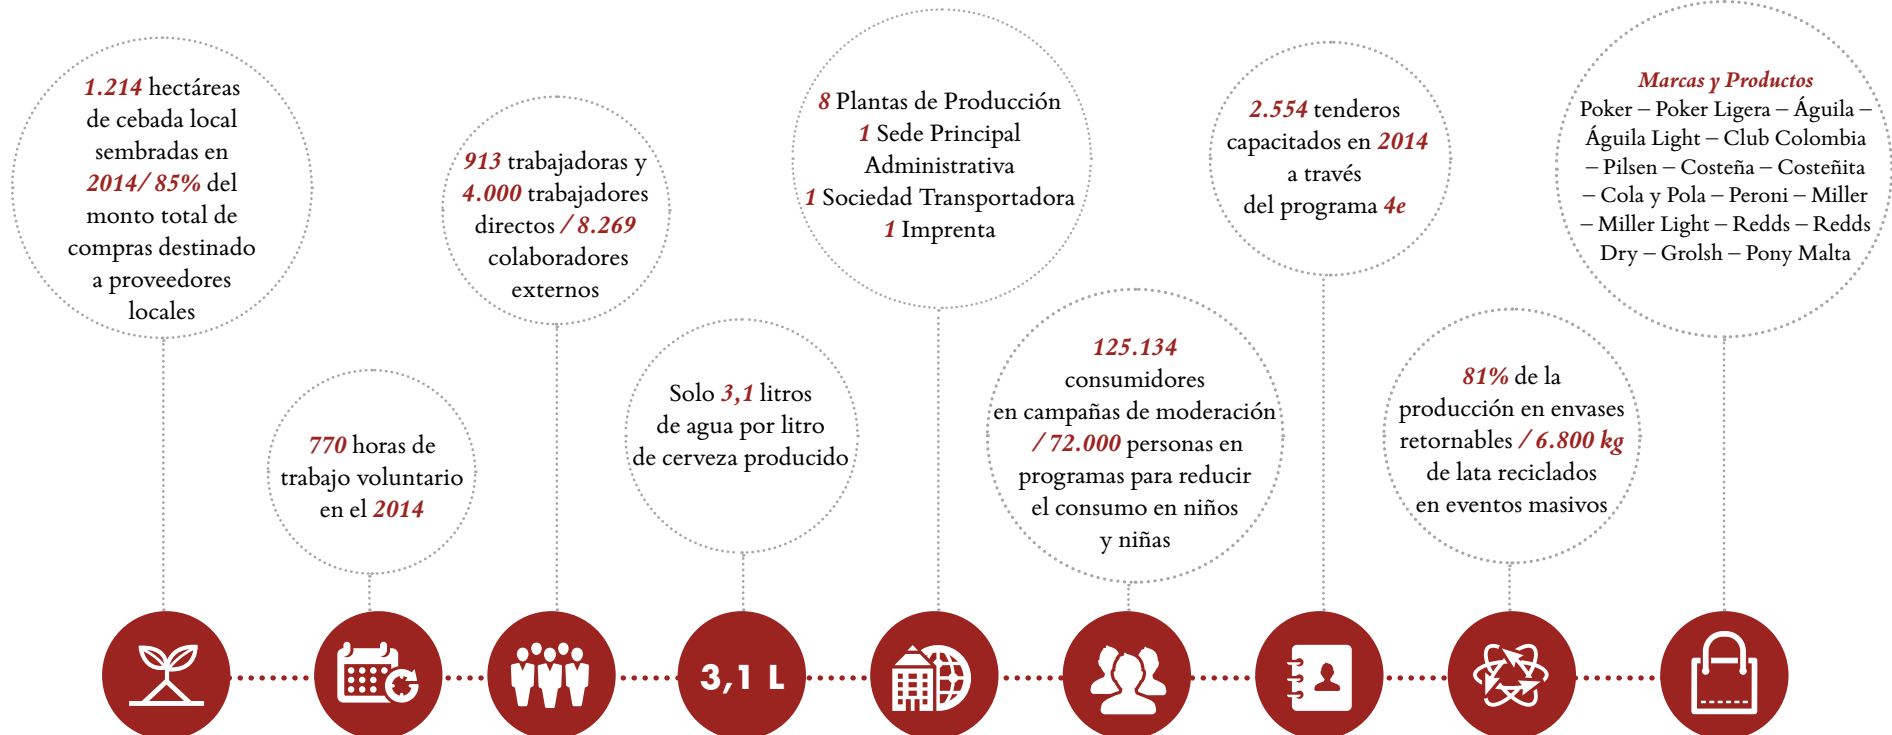 1.214 hectáreas
de cebada local
sembradas en
2014/ 85% del
monto total de
compras destinado
a proveedores
locales
770 horas de
trabajo voluntario
en el 2014
913 trabajadoras y
4.000 trabajadores
directos / 8.269
colaboradores
externos
Solo 3,1 litros
de agua por litro
de cerveza producido
8 Plantas de Producción
1 Sede Principal
Administrativa
1 Sociedad Transportadora
1 Imprenta
125.134
consumidores
en campañas de moderación
/ 72.000 personas en
programas para reducir
el consumo en niños
y niñas
2.554 tenderos
capacitados en 2014
a través
del programa 4e
81% de la
producción en envases
retornables / 6.800 kg
de lata reciclados
en eventos masivos
Marcas y Productos
Poker – Poker Ligera – Águila –
Águila Light – Club Colombia
– Pilsen – Costeña – Costeñita
– Cola y Pola – Peroni – Miller
– Miller Light – Redds – Redds
Dry – Grolsh – Pony Malta
3,1 L